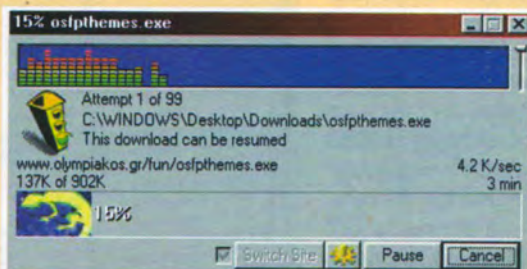 15% osfpthemes.exe
Attempt 1 of 99
C:\WINDOWS\Desktop\Downloads\osfpthemes.exe
This download can be resumed
www.olympiakos.gr/fun/osfpthemes.exe 4.2 K/sec
137K of 902K 3 min
15%
Switch Site Pause Cancel